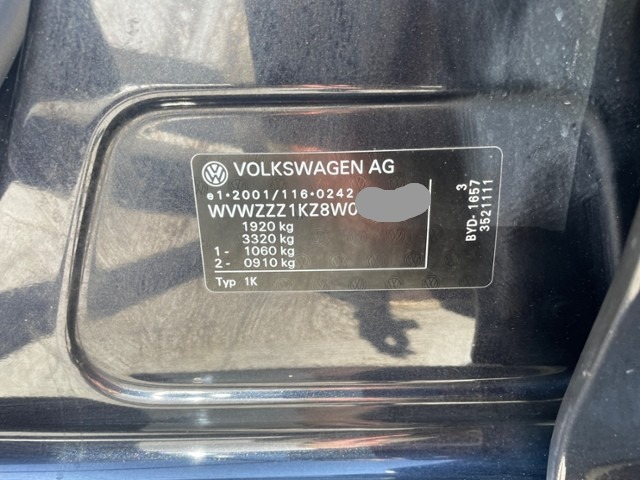 VOLKSWAGEN AG
e1*2001/116*0242
WVWZZZ1KZ8W0
1920 kg
3320 kg
1- 1060 kg
2- 0910 kg
Typ 1K
3
BYD-1657
3521111